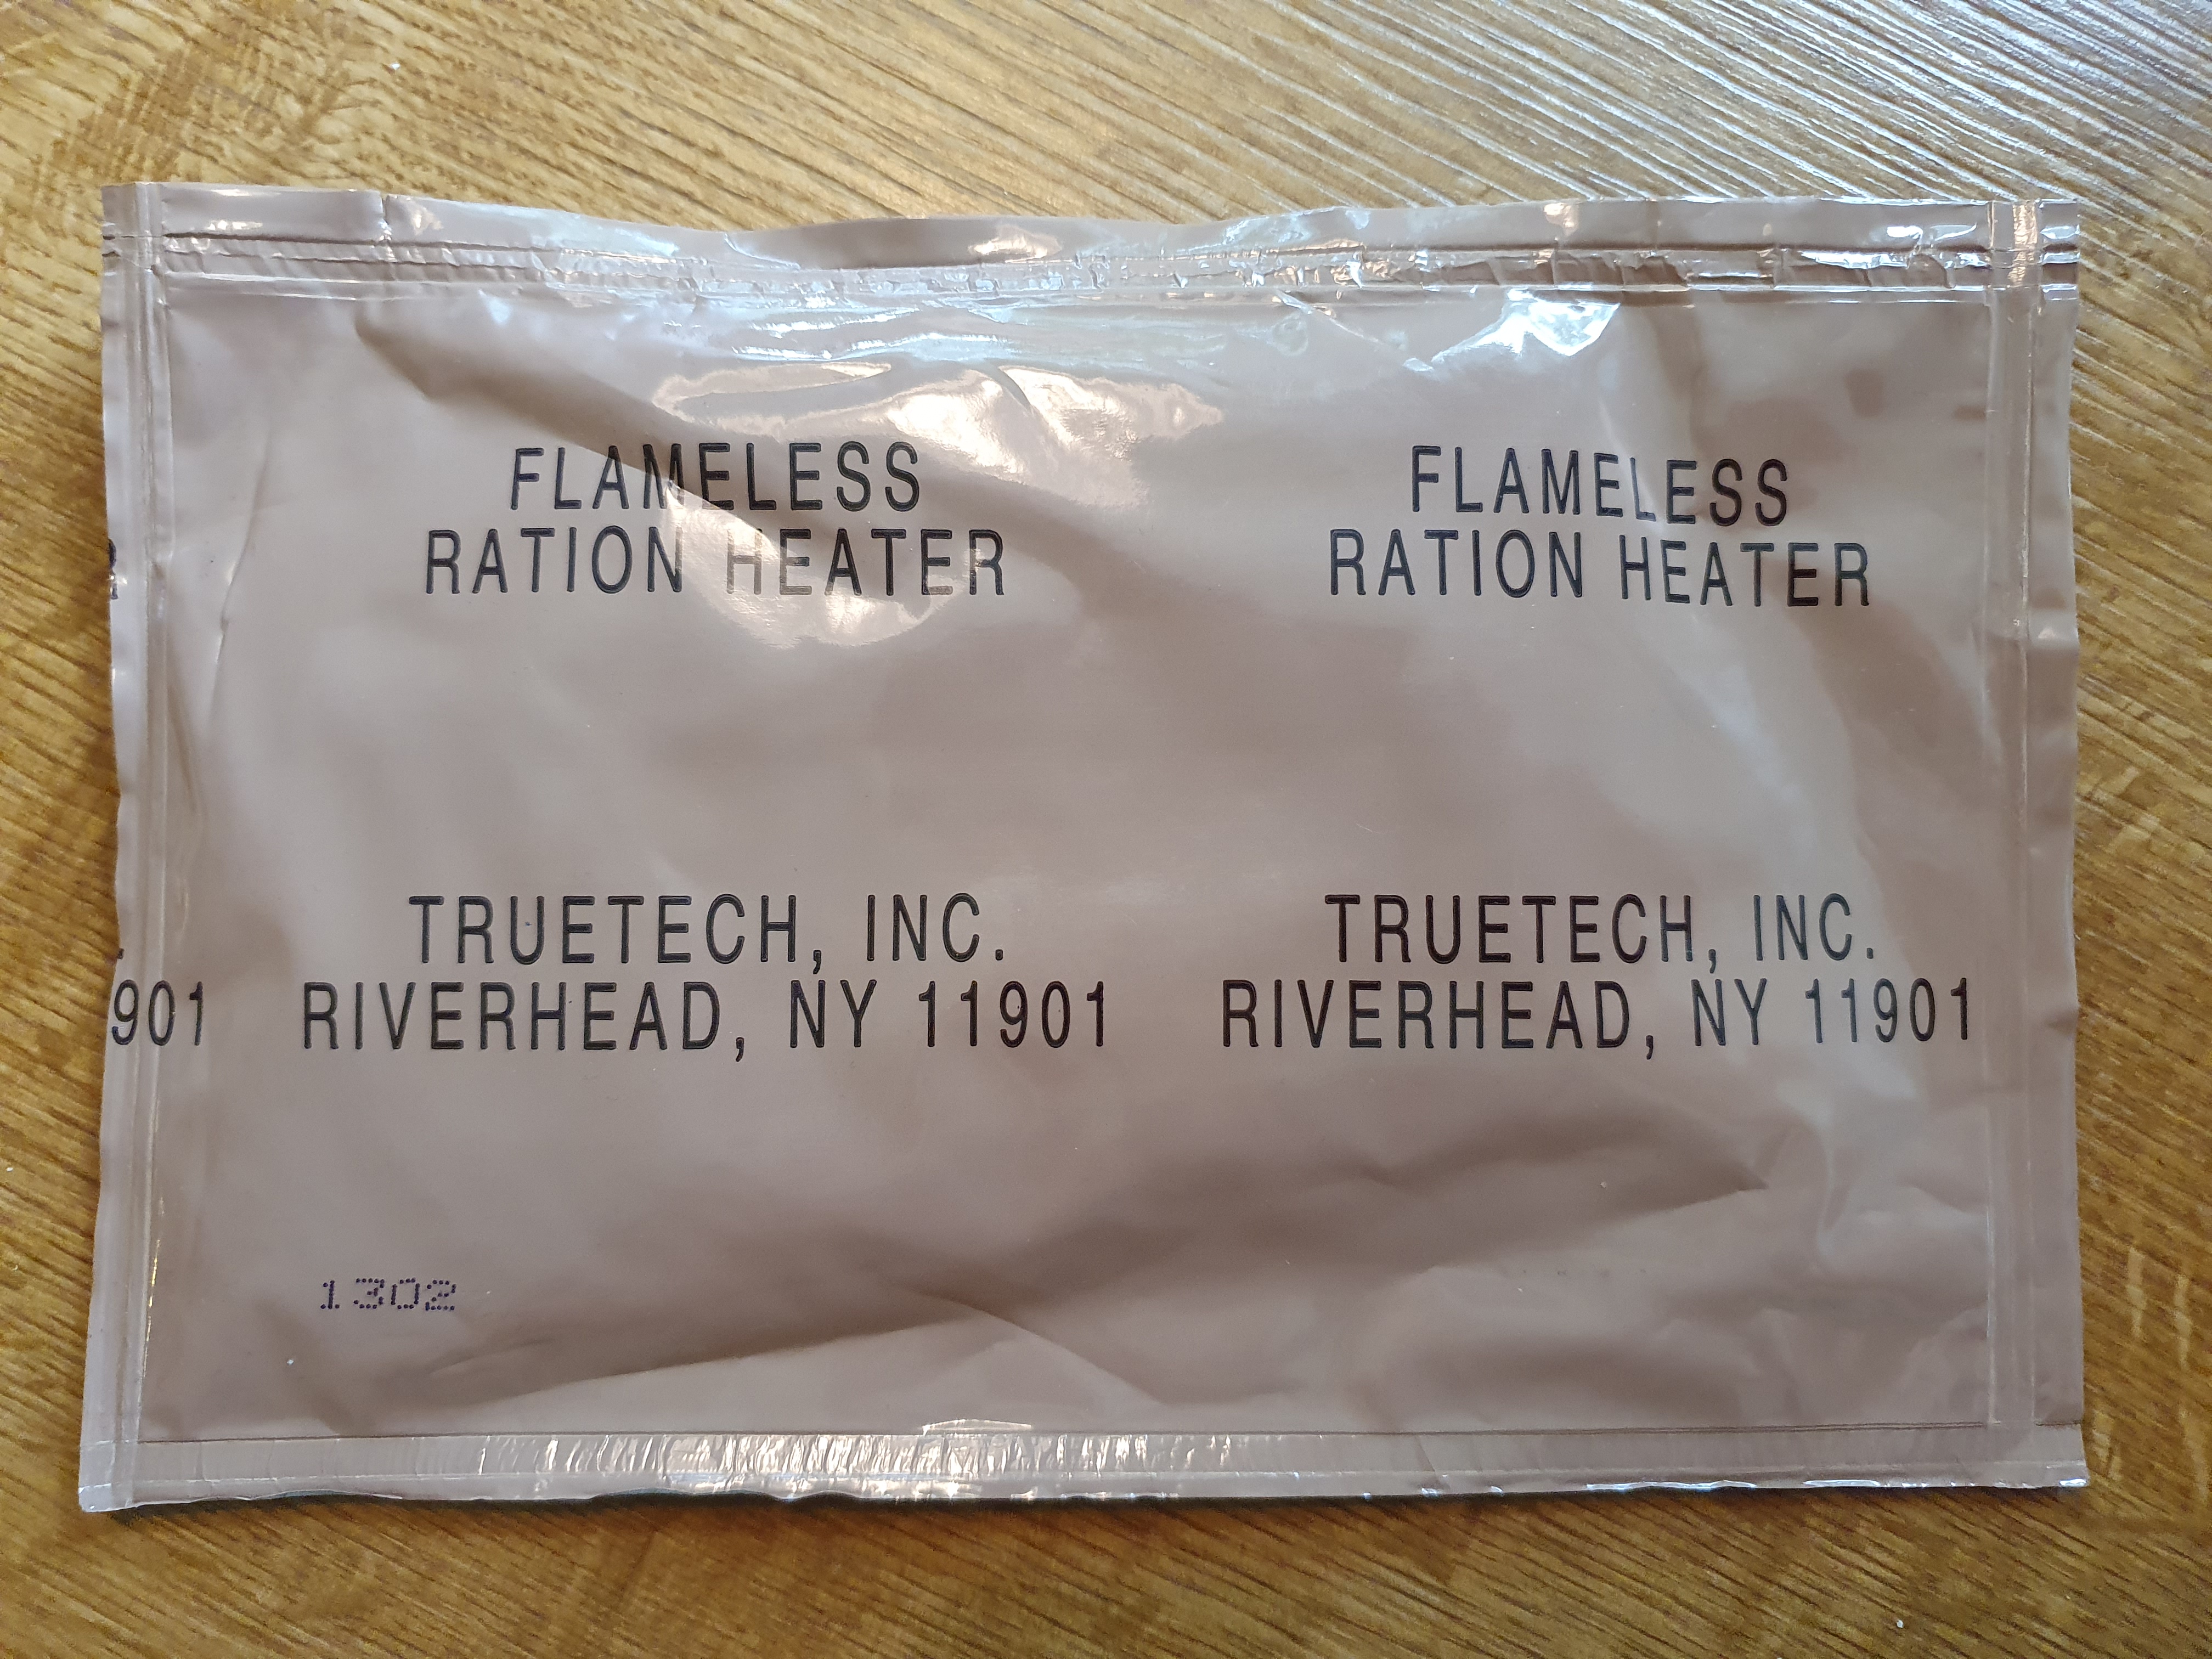 FLAMELESS
RATION HEATER
FLAMELESS
RATION HEATER
TRUETECH, INC.
RIVERHEAD, NY 11901
TRUETECH, INC.
RIVERHEAD, NY 11901
901
1302